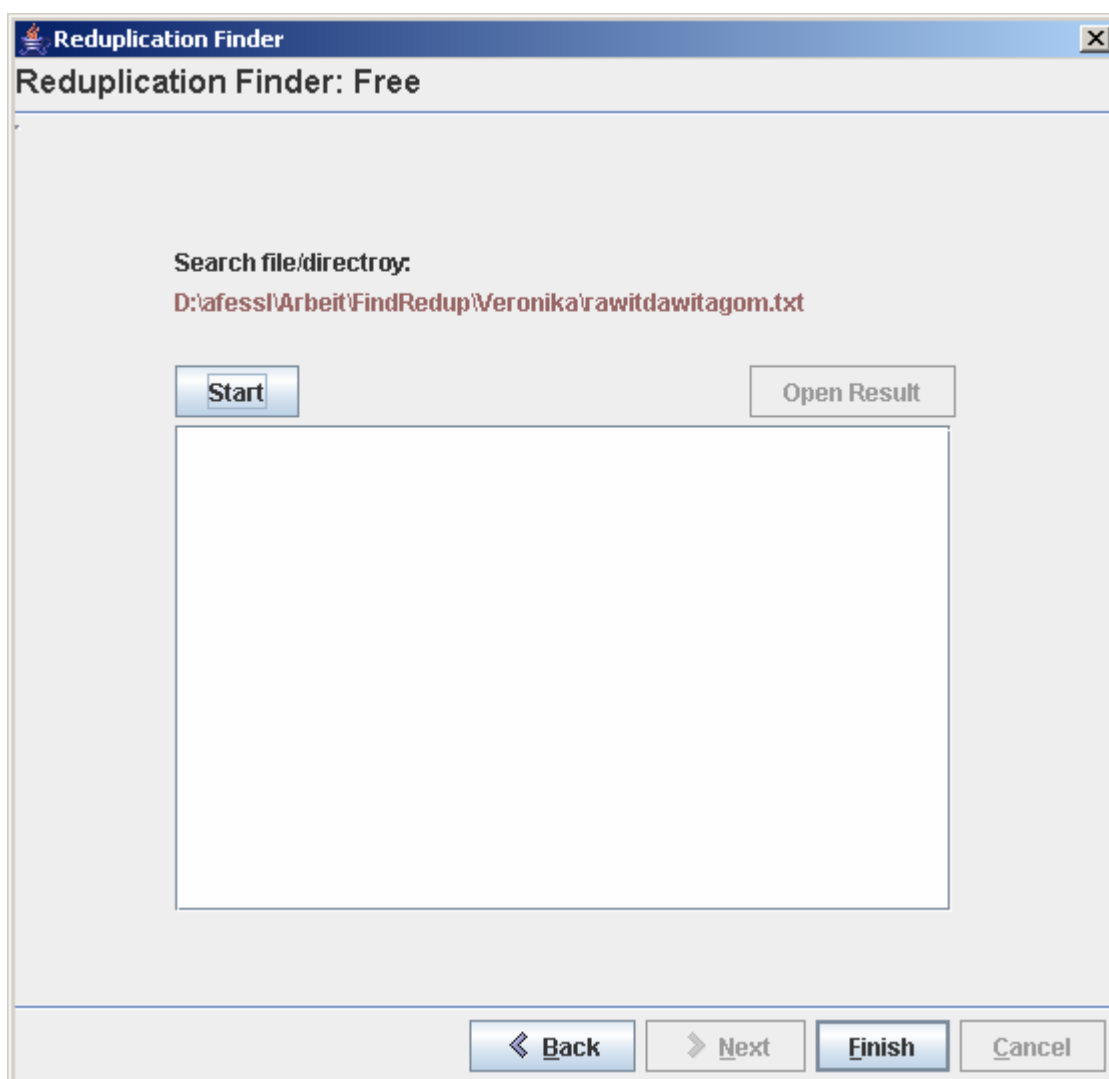 Reduplication Finder
Reduplication Finder: Free
Search file/directroy:
D:\afessl\Arbeit\FindRedup\Veronika\rawitdawitagom.txt
Start Open Result
Back Next Finish Cancel